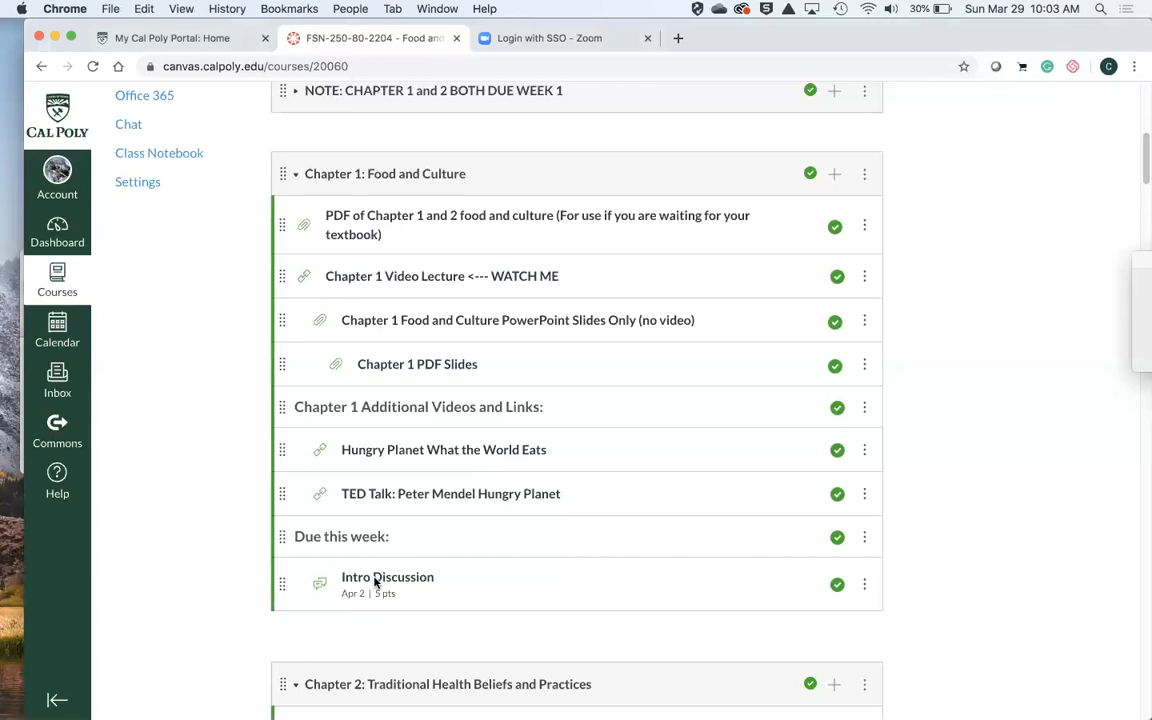 Chrome File Edit View History Bookmarks People Tab Window Help 30% Sun Mar 29 10:03 AM
My Cal Poly Portal: Home FSN-250-80-2204 - Food and Login with SSO - Zoom
canvas.calpoly.edu/courses/20060 C
Office 365
NOTE: CHAPTER 1 and 2 BOTH DUE WEEK 1
CAL POLY
Chat
Class Notebook
Settings
Account
Dashboard
Courses
Calendar
Inbox
Commons
Help
Chapter 1: Food and Culture
PDF of Chapter 1 and 2 food and culture (For use if you are waiting for your
textbook)
Chapter 1 Video Lecture <--- WATCH ME
Chapter 1 Food and Culture PowerPoint Slides Only (no video)
Chapter 1 PDF Slides
Chapter 1 Additional Videos and Links:
Hungry Planet What the World Eats
TED Talk: Peter Mendel Hungry Planet
Due this week:
Intro Discussion
Apr 2 | 5 pts
Chapter 2: Traditional Health Beliefs and Practices